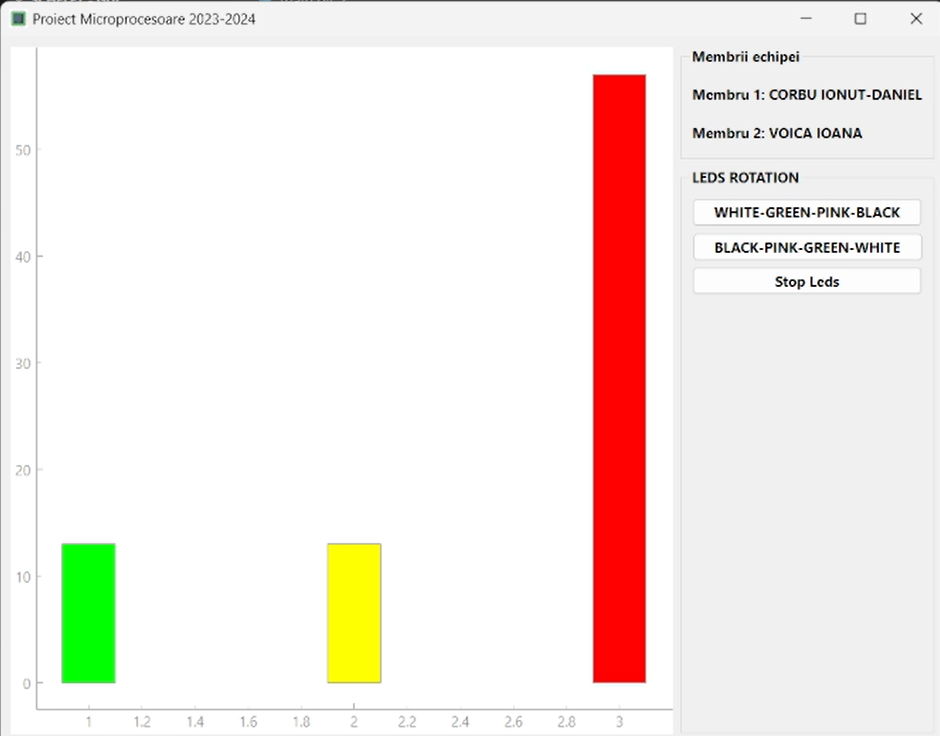 Proiect Microprocesoare 2023-2024
50
40
30
20
10
0
1 1.2 1.4 1.6 1.8 2 2.2 2.4 2.6 2.8 3
Membrii echipei
Membru 1: CORBU IONUT-DANIEL
Membru 2: VOICA IOANA
LEDS ROTATION
WHITE-GREEN-PINK-BLACK
BLACK-PINK-GREEN-WHITE
Stop Leds